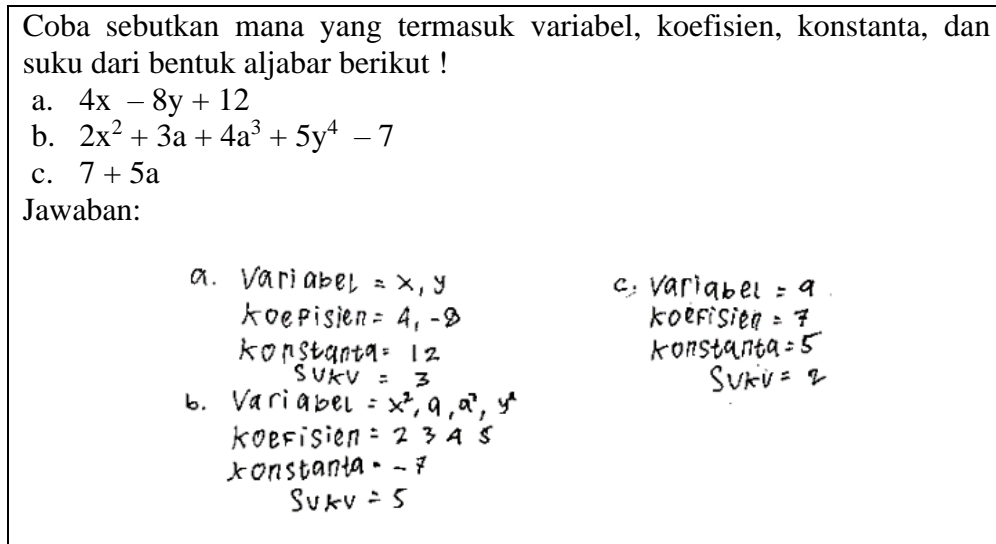 Coba sebutkan mana yang termasuk variabel, koefisien, konstanta, dan
suku dari bentuk aljabar berikut !
a. 4x – 8y + 12
b. 2x² + 3a + 4a³ + 5y⁴ – 7
c. 7 + 5a
Jawaban:
a. Variabel = x, y
koepisien = 4, -8
konstanta = 12
suku = 3
b. Variabel = x², a, a³, y⁴
koefisien = 2 3 4 5
konstanta = -7
suku = 5
c. Variabel = a
koefisien = 7
konstanta = 5
suku = 2